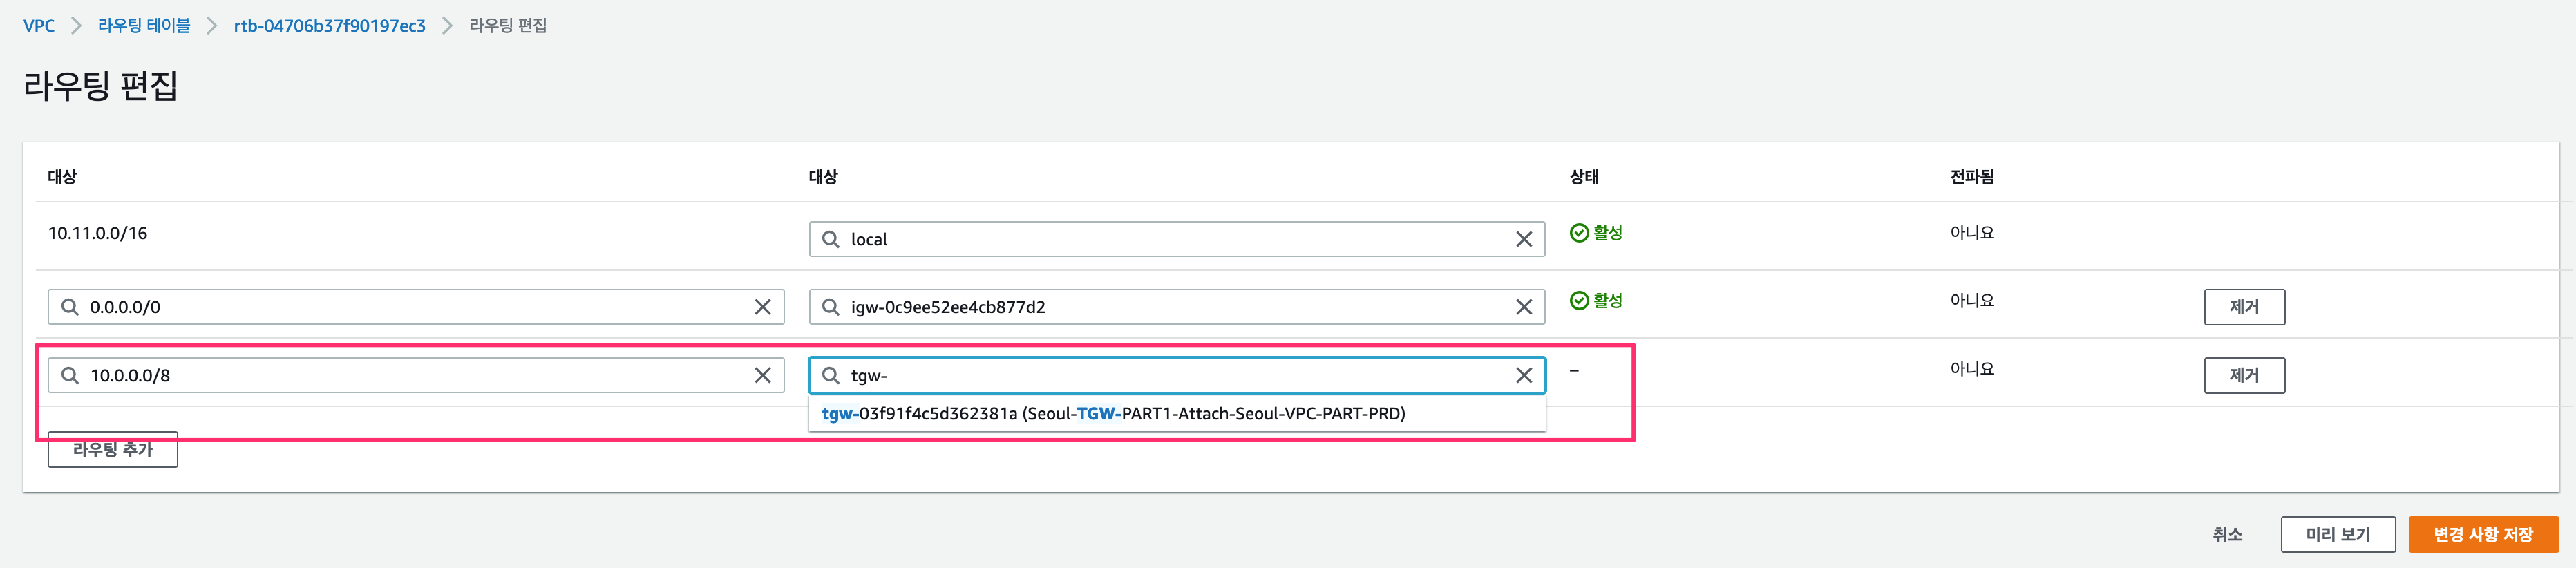 VPC > 라우팅 테이블 > rtb-04706b37f90197ec3 > 라우팅 편집
라우팅 편집
대상 대상 상태 전파됨
10.11.0.0/16 local 활성 아니요
0.0.0.0/0 igw-0c9ee52ee4cb877d2 활성 아니요 제거
10.0.0.0/8 tgw- – 아니요 제거
tgw-03f91f4c5d362381a (Seoul-TGW-PART1-Attach-Seoul-VPC-PART-PRD)
라우팅 추가
취소 미리 보기 변경 사항 저장